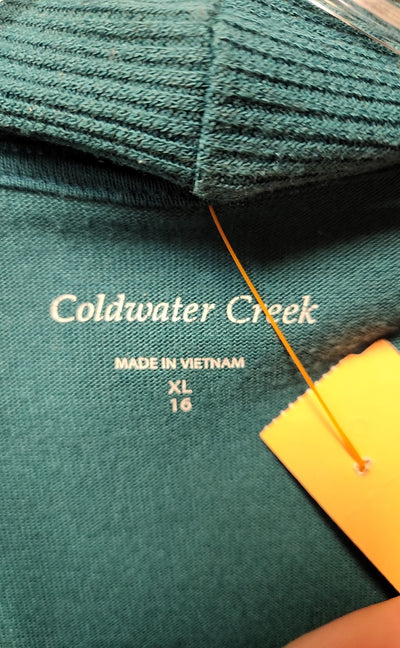 Coldwater Creek
MADE IN VIETNAM
XL
16